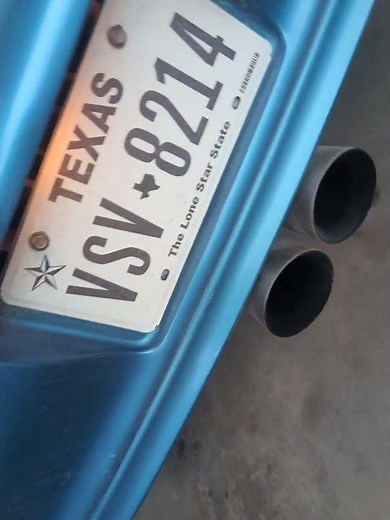 TEXAS
VSV 8214
The Lone Star State